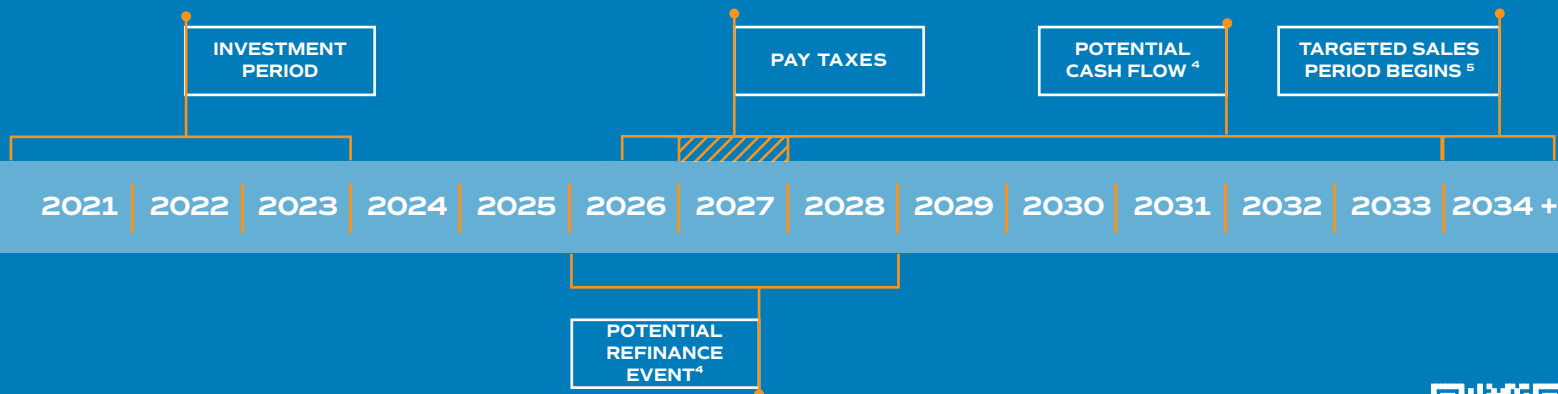 INVESTMENT
PERIOD
PAY TAXES
POTENTIAL
CASH FLOW ⁴
TARGETED SALES
PERIOD BEGINS ⁵
2021 2022 2023 2024 2025 2026 2027 2028 2029 2030 2031 2032 2033 2034 +
POTENTIAL
REFINANCE
EVENT⁴